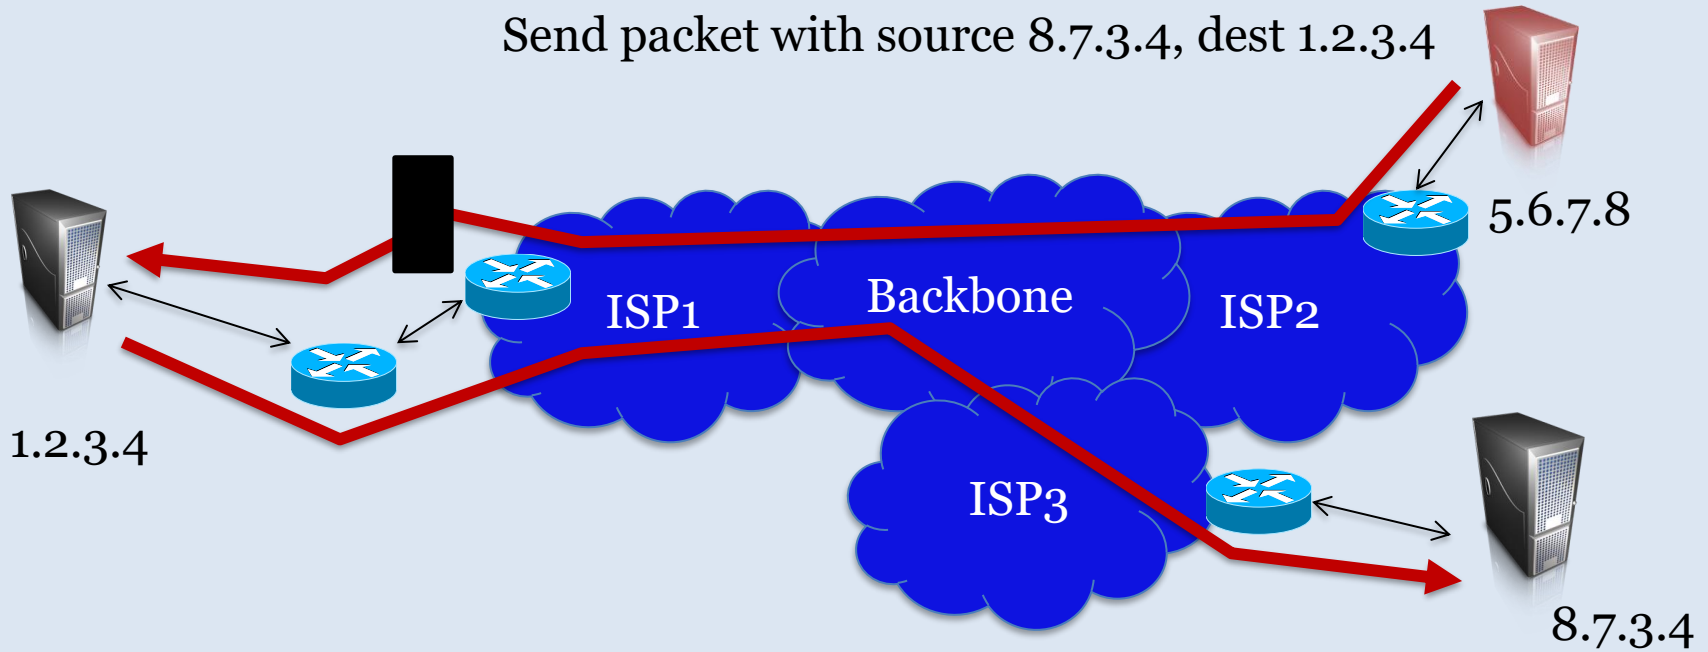 Send packet with source 8.7.3.4, dest 1.2.3.4
5.6.7.8
Backbone
ISP1
ISP2
1.2.3.4
ISP3
8.7.3.4